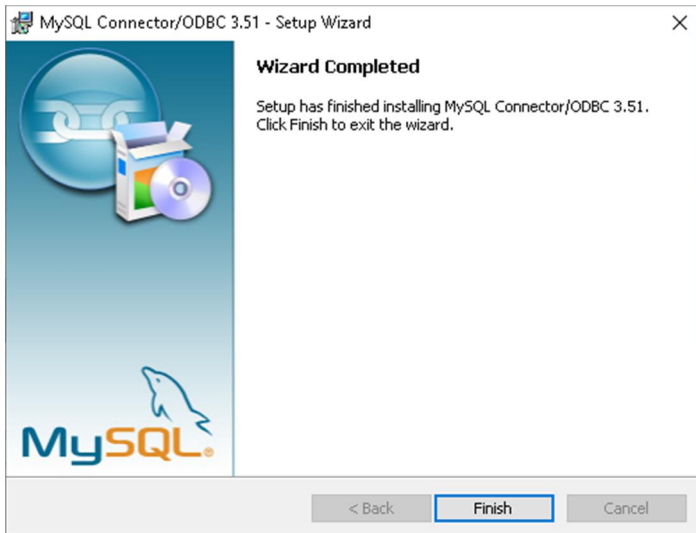 MySQL Connector/ODBC 3.51 - Setup Wizard
Wizard Completed
Setup has finished installing MySQL Connector/ODBC 3.51.
Click Finish to exit the wizard.
MySQL®
< Back
Finish
Cancel